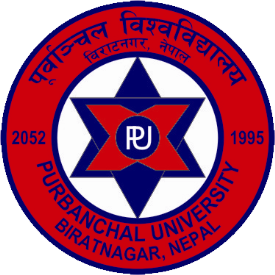 पूर्वाञ्चल विश्वविद्यालय
विराटनगर, नेपाल
2052
PU
1995
PURBANCHAL UNIVERSITY
BIRATNAGAR, NEPAL